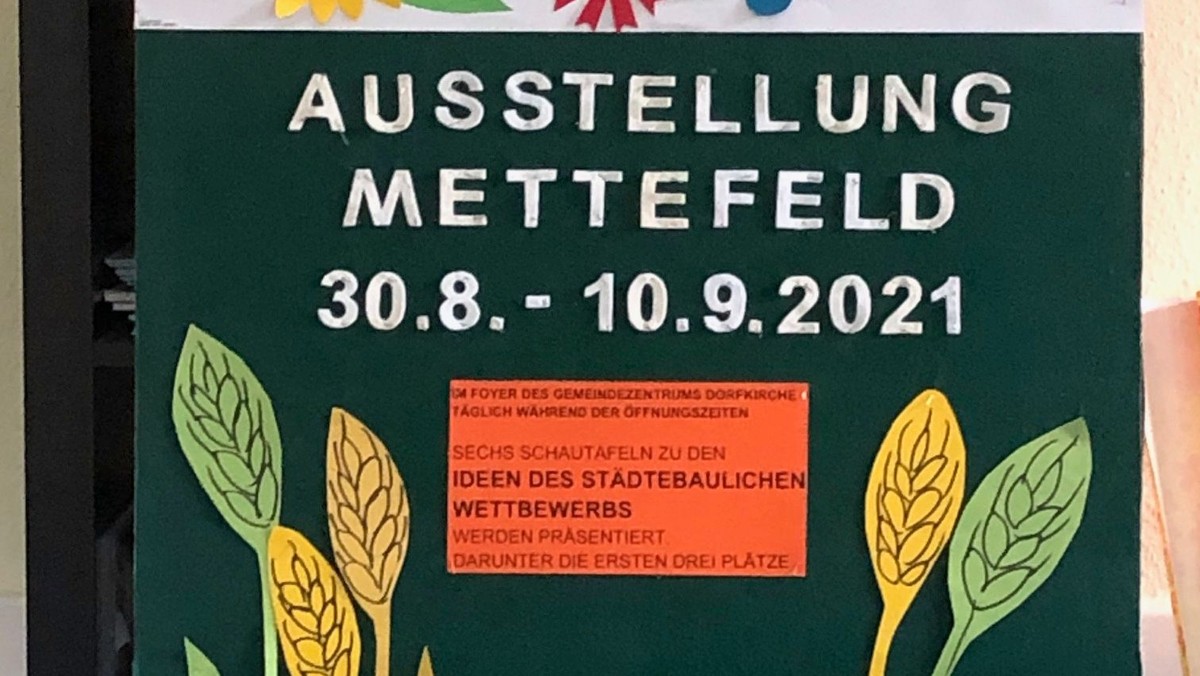 AUSSTELLUNG
METTEFELD
30.8. - 10.9.2021
IM FOYER DES GEMEINDEZENTRUMS DORFKIRCHE
TÄGLICH WÄHREND DER ÖFFNUNGSZEITEN
SECHS SCHAUTAFELN ZU DEN
IDEEN DES STÄDTEBAULICHEN
WETTBEWERBS
WERDEN PRÄSENTIERT.
DARUNTER DIE ERSTEN DREI PLÄTZE